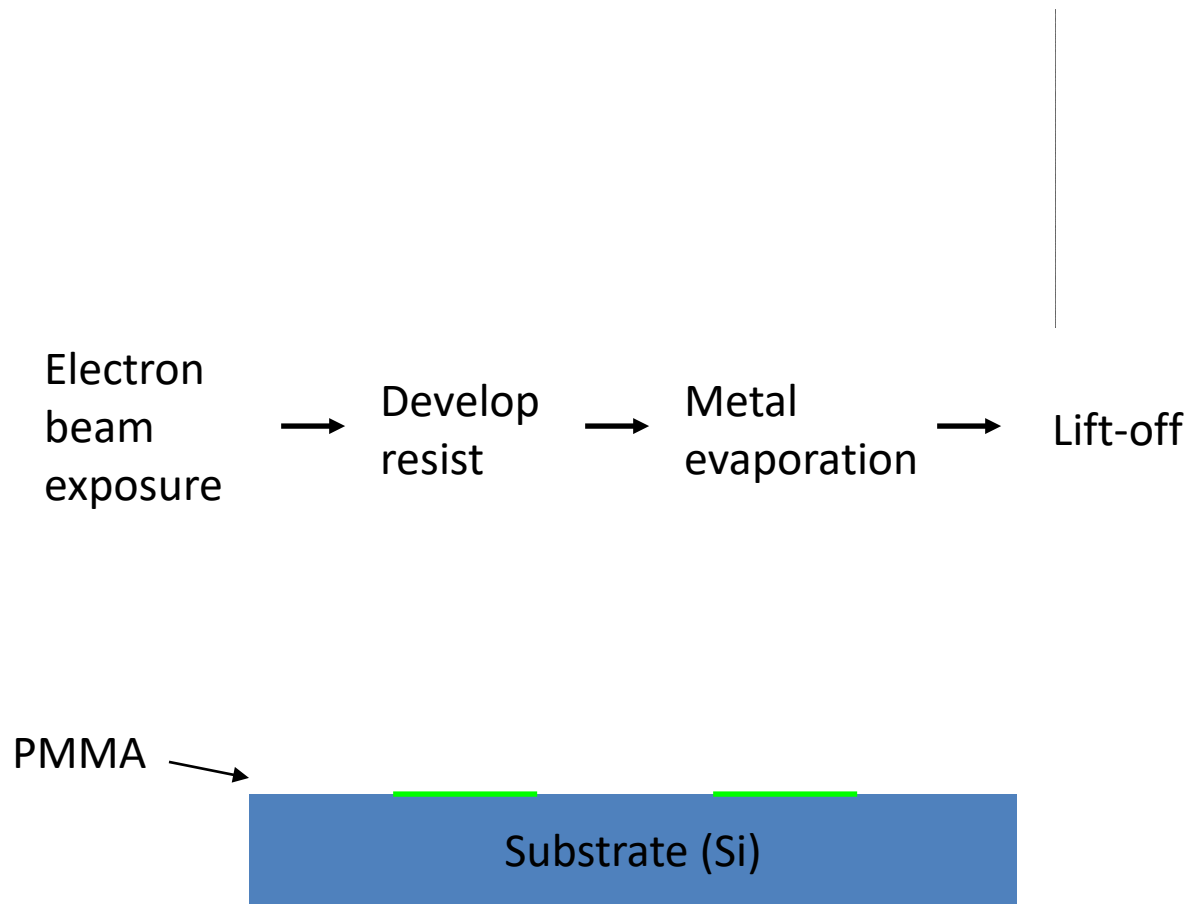 Electron
beam
exposure
Develop
resist
Metal
evaporation
Lift-off
PMMA
Substrate (Si)